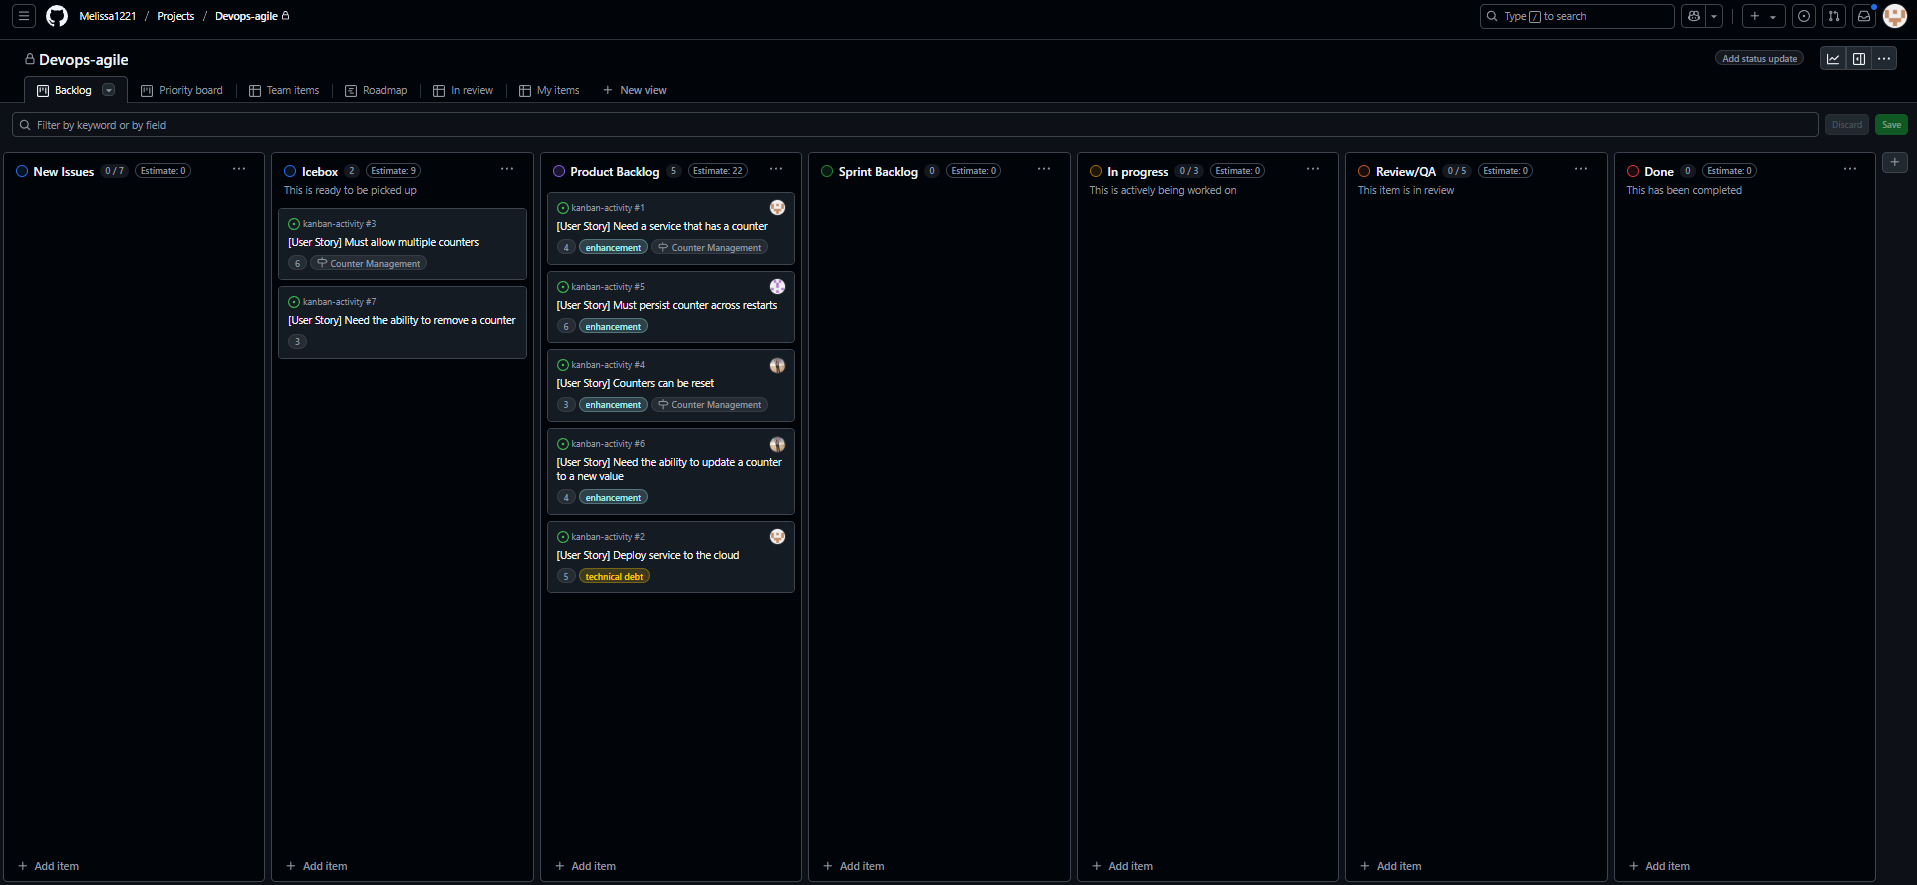 Melissa1221 / Projects / Devops-agile
Type / to search
Devops-agile
Add status update
Backlog
Priority board
Team items
Roadmap
In review
My items
New view
Filter by keyword or by field
Discard
Save
New Issues 0 / 7 Estimate: 0
Add item
Icebox 2 Estimate: 9
This is ready to be picked up
kanban-activity #3
[User Story] Must allow multiple counters
6 Counter Management
kanban-activity #7
[User Story] Need the ability to remove a counter
3
Add item
Product Backlog 5 Estimate: 22
kanban-activity #1
[User Story] Need a service that has a counter
4 enhancement Counter Management
kanban-activity #5
[User Story] Must persist counter across restarts
6 enhancement
kanban-activity #4
[User Story] Counters can be reset
3 enhancement Counter Management
kanban-activity #6
[User Story] Need the ability to update a counter
to a new value
4 enhancement
kanban-activity #2
[User Story] Deploy service to the cloud
5 technical debt
Add item
Sprint Backlog 0 Estimate: 0
Add item
In progress 0 / 3 Estimate: 0
This is actively being worked on
Add item
Review/QA 0 / 5 Estimate: 0
This item is in review
Add item
Done 0 Estimate: 0
This has been completed
Add item